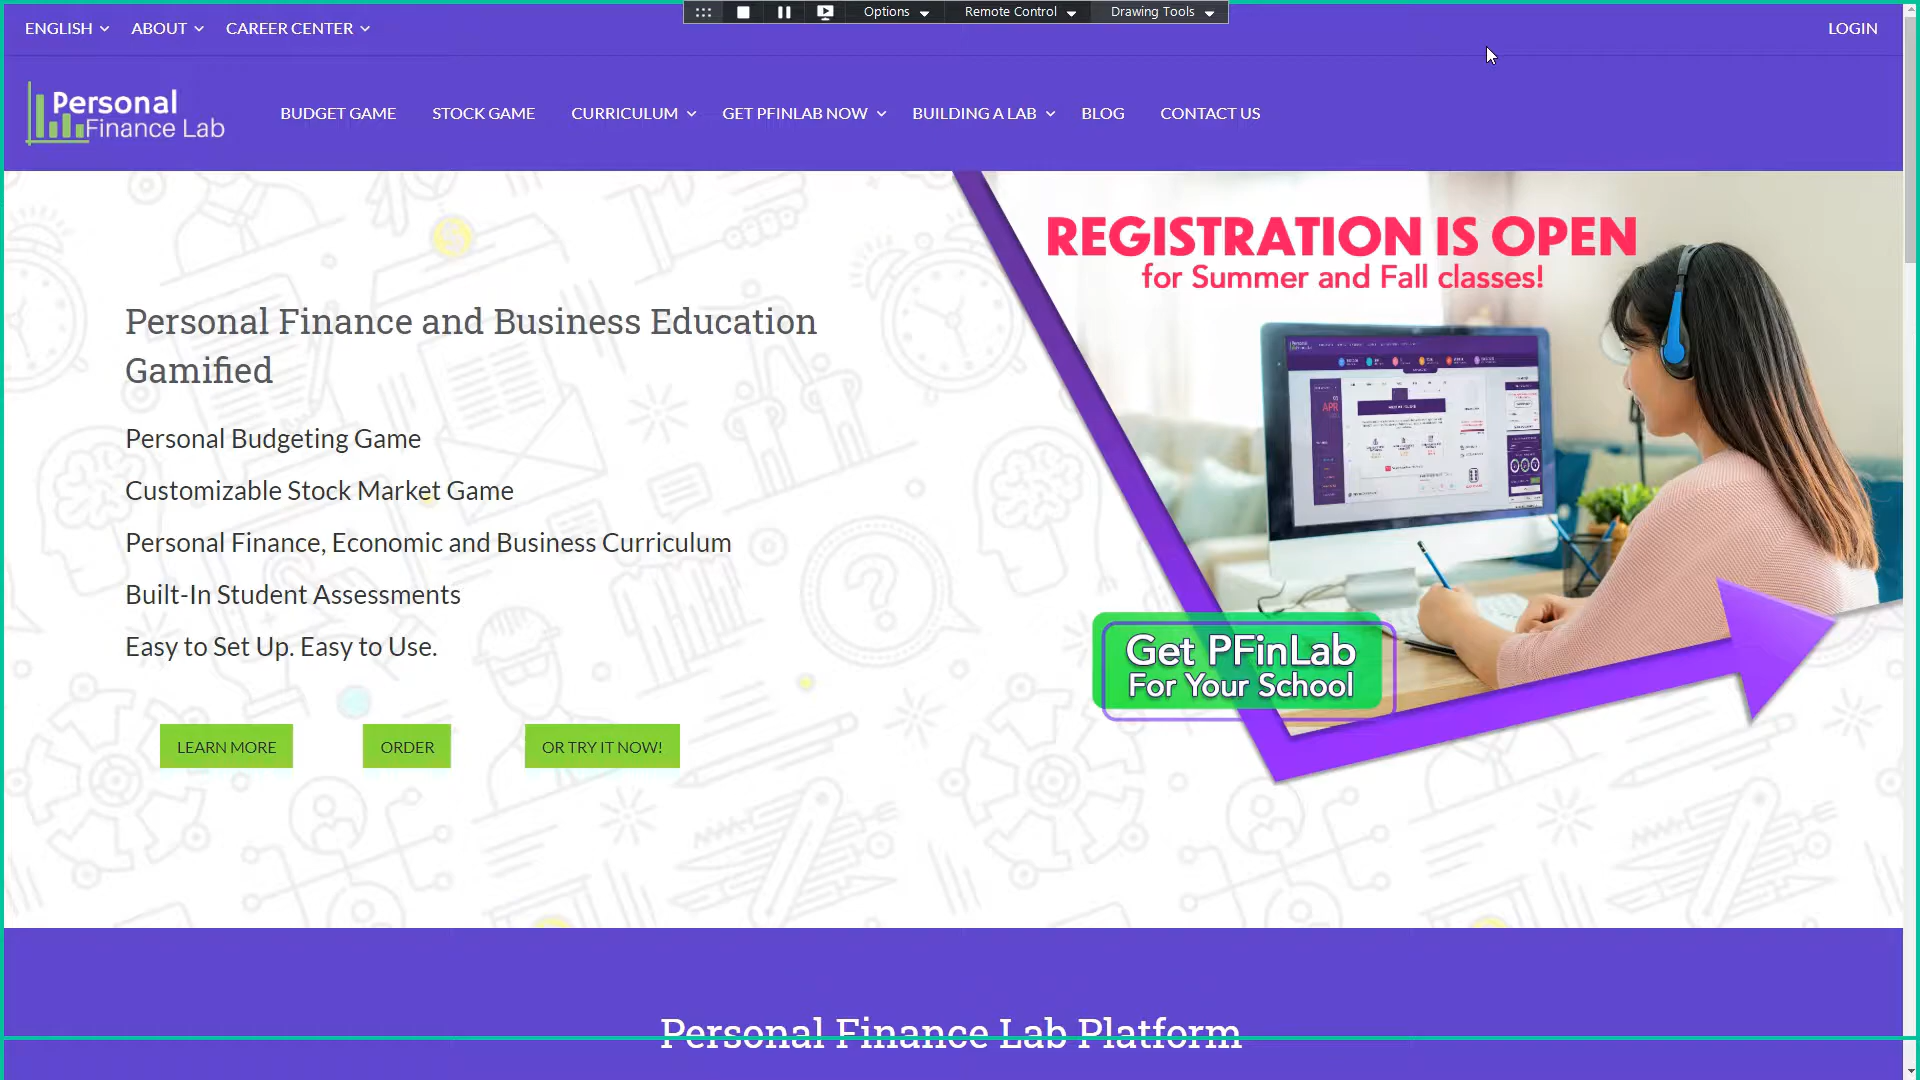 Options
Remote Control
Drawing Tools
ENGLISH
ABOUT
CAREER CENTER
LOGIN
Personal
Finance Lab
BUDGET GAME
STOCK GAME
CURRICULUM
GET PFINLAB NOW
BUILDING A LAB
BLOG
CONTACT US
REGISTRATION IS OPEN
for Summer and Fall classes!
Personal Finance and Business Education
Gamified
Personal Budgeting Game
Customizable Stock Market Game
Personal Finance, Economic and Business Curriculum
Built-In Student Assessments
Easy to Set Up. Easy to Use.
APR
Get PFinLab
For Your School
LEARN MORE
ORDER
OR TRY IT NOW!
Personal Finance Lab Platform